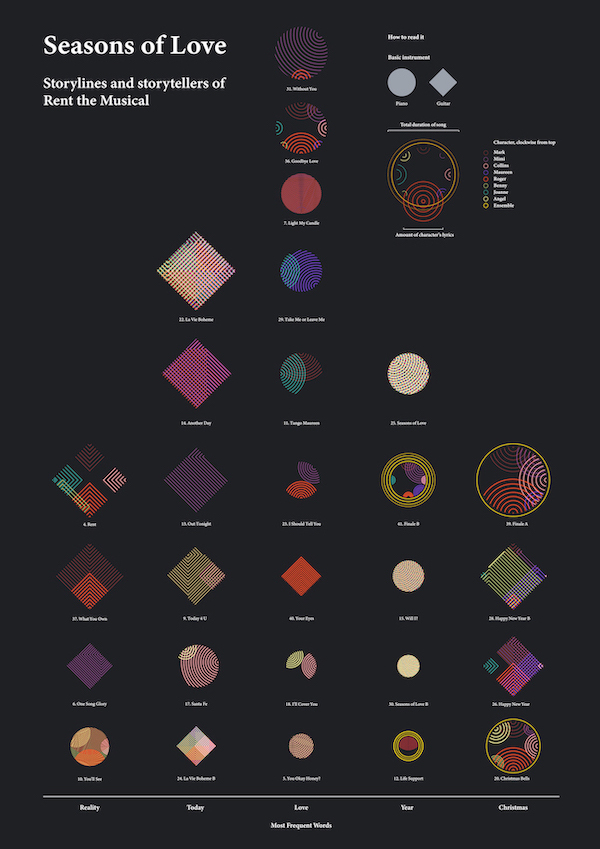 Seasons of Love
Storylines and storytellers of
Rent the Musical
How to read it
Basic instrument
Piano
Guitar
Total duration of song
Character, clockwise from top
Mark
Mimi
Collins
Maureen
Roger
Benny
Joanne
Angel
Ensemble
Amount of character's lyrics
31. Without You
36. Goodbye Love
7. Light My Candle
22. La Vie Boheme
29. Take Me or Leave Me
14. Another Day
11. Tango Maureen
25. Seasons of Love
4. Rent
13. Out Tonight
23. I Should Tell You
41. Finale B
39. Finale A
37. What You Own
9. Today 4 U
40. Your Eyes
15. Will I?
28. Happy New Year B
6. One Song Glory
17. Santa Fe
18. I'll Cover You
30. Seasons of Love B
26. Happy New Year
10. You'll See
24. La Vie Boheme B
5. You Okay Honey?
12. Life Support
20. Christmas Bells
Reality
Today
Love
Year
Christmas
Most Frequent Words